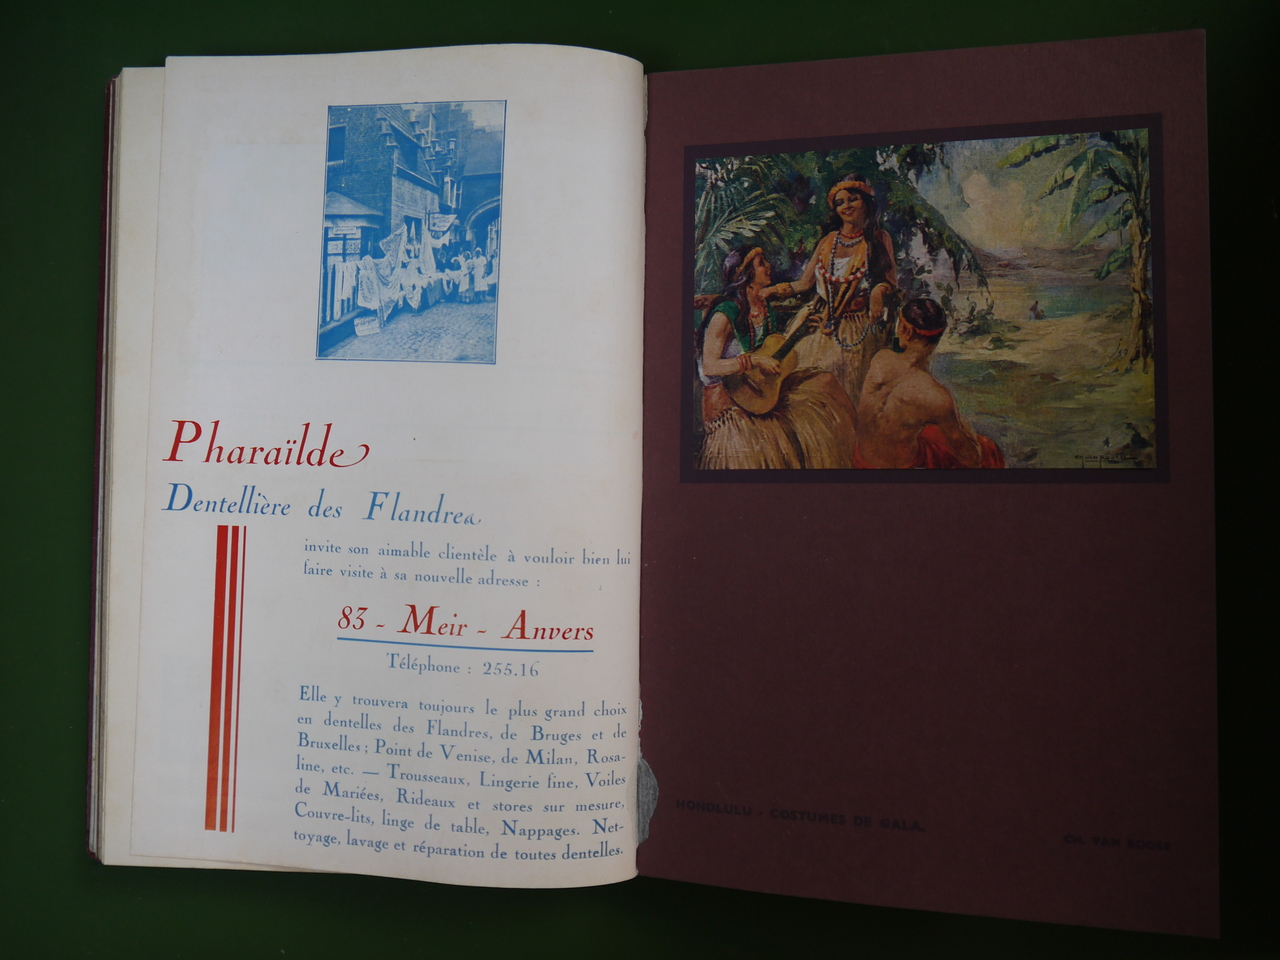 Pharaïlde
Dentellière des Flandres
invite son aimable clientèle à vouloir bien lui
faire visite à sa nouvelle adresse :
83 - Meir - Anvers
Téléphone : 255.16
Elle y trouvera toujours le plus grand choix
en dentelles des Flandres, de Bruges et de
Bruxelles ; Point de Venise, de Milan, Rosa-
line, etc. — Trousseaux, Lingerie fine, Voiles
de Mariées, Rideaux et stores sur mesure,
Couvre-lits, linge de table, Nappages. Net-
toyage, lavage et réparation de toutes dentelles.
HONOLULU - COSTUMES DE GALA.
CH. VAN ROOSE